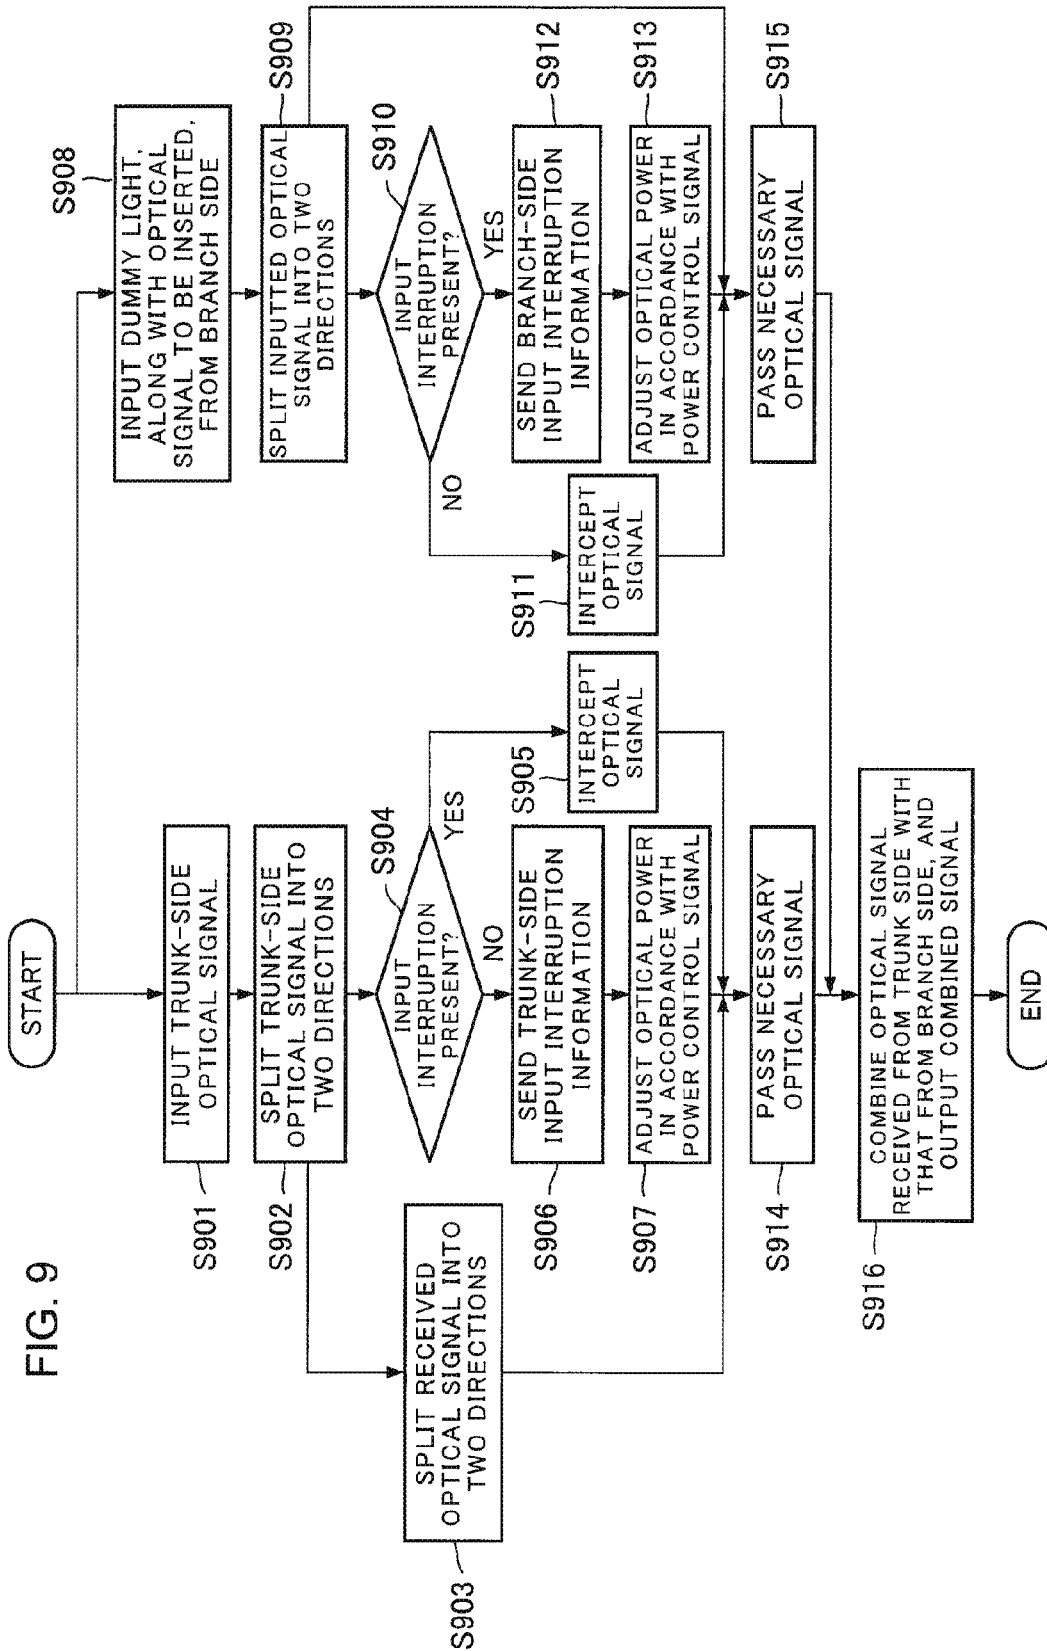 FIG. 9
START
INPUT TRUNK-SIDE
OPTICAL SIGNAL
S901
SPLIT TRUNK-SIDE
OPTICAL SIGNAL INTO
TWO DIRECTIONS
S902
SPLIT RECEIVED
OPTICAL SIGNAL INTO
TWO DIRECTIONS
S903
INPUT
INTERRUPTION
PRESENT?
S904
YES
NO
INTERCEPT
OPTICAL
SIGNAL
S905
SEND TRUNK-SIDE
INPUT INTERRUPTION
INFORMATION
S906
ADJUST OPTICAL POWER
IN ACCORDANCE WITH
POWER CONTROL SIGNAL
S907
INPUT DUMMY LIGHT,
ALONG WITH OPTICAL
SIGNAL TO BE INSERTED,
FROM BRANCH SIDE
S908
SPLIT INPUTTED OPTICAL
SIGNAL INTO TWO
DIRECTIONS
S909
INPUT
INTERRUPTION
PRESENT?
S910
NO
YES
INTERCEPT
OPTICAL
SIGNAL
S911
SEND BRANCH-SIDE
INPUT INTERRUPTION
INFORMATION
S912
ADJUST OPTICAL POWER
IN ACCORDANCE WITH
POWER CONTROL SIGNAL
S913
PASS NECESSARY
OPTICAL SIGNAL
S914
PASS NECESSARY
OPTICAL SIGNAL
S915
COMBINE OPTICAL SIGNAL
RECEIVED FROM TRUNK SIDE WITH
THAT FROM BRANCH SIDE, AND
OUTPUT COMBINED SIGNAL
S916
END